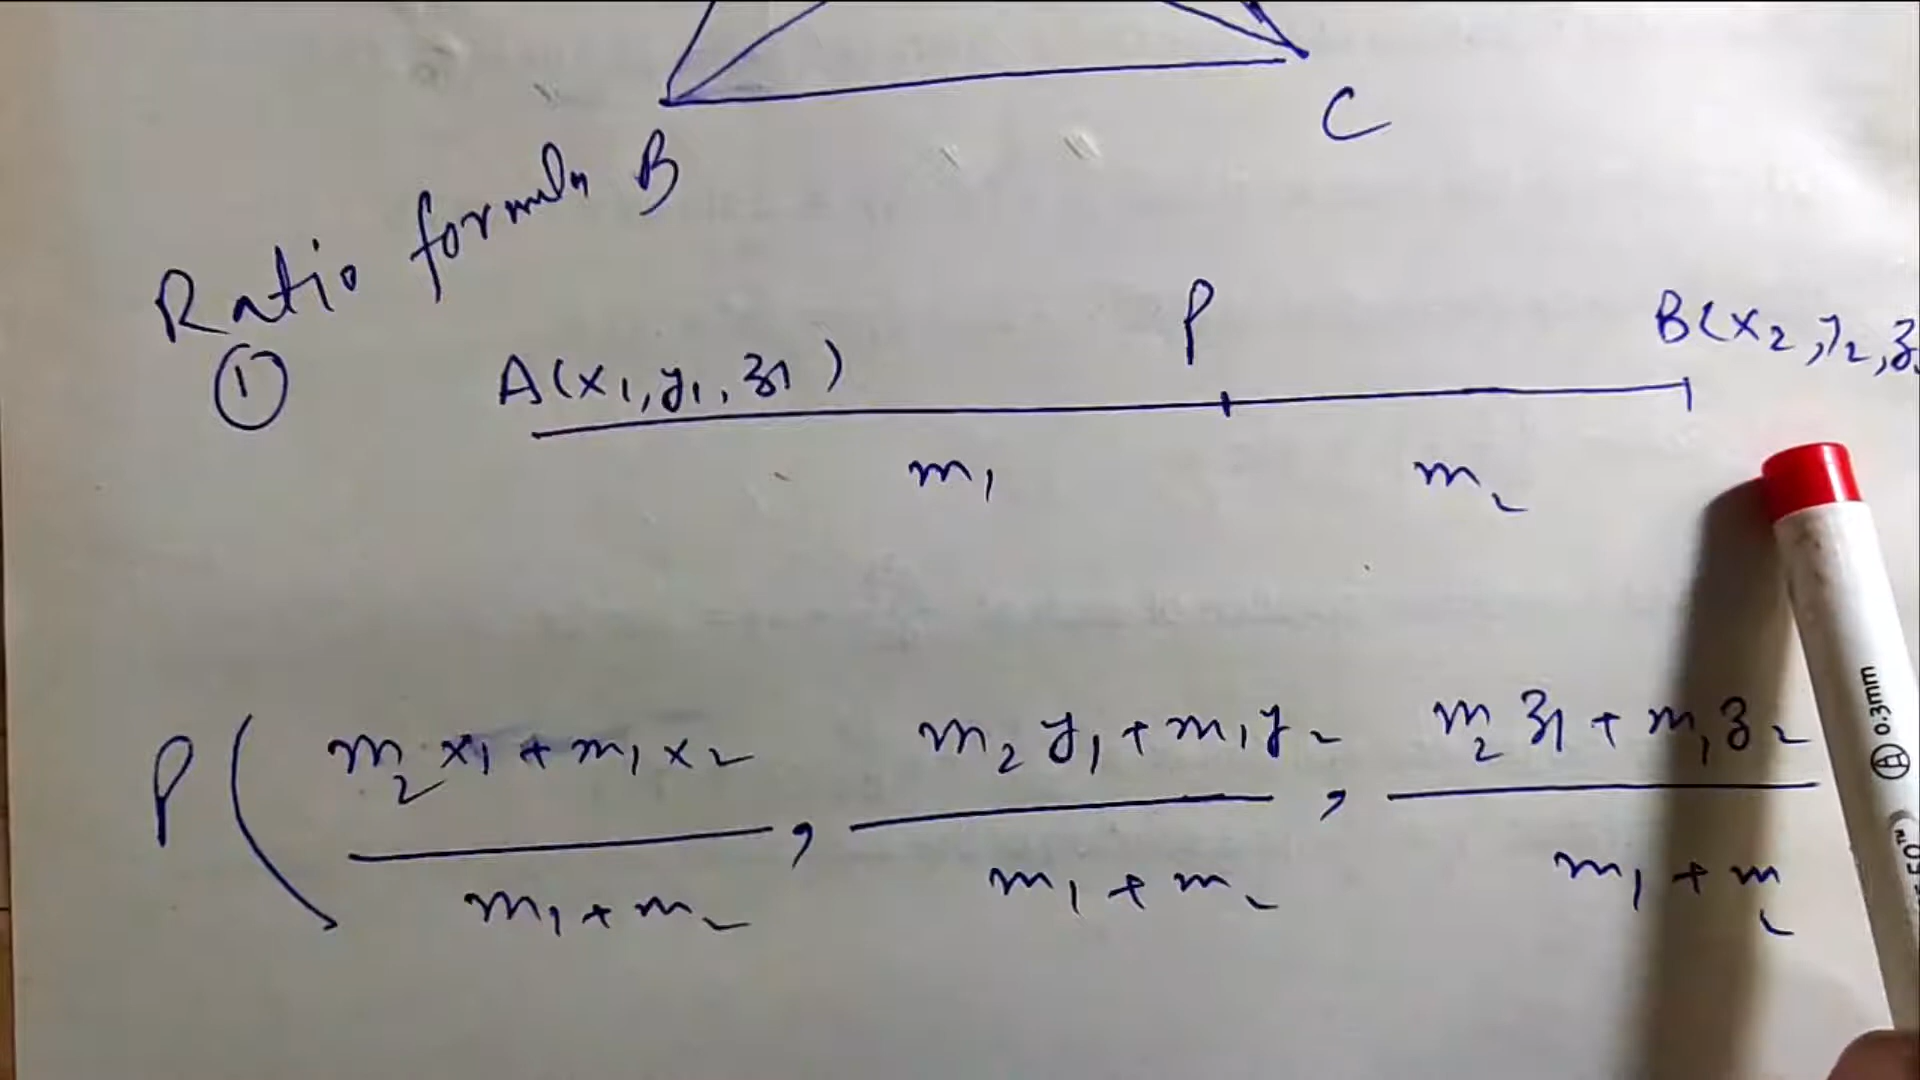 B
C
Ratio formula
①
A(x1, y1, z1)
P
B(x2, y2, z
m1
m2
P( m2x1 + m1x2 / m1 + m2 , m2y1 + m1y2 / m1 + m2 , m2z1 + m1z2 / m1 + m2
A 0.3mm